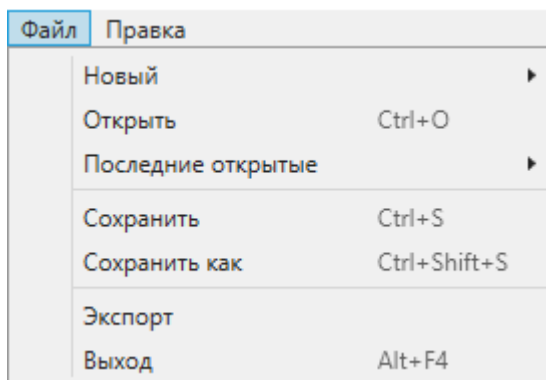 Файл Правка
Новый
Открыть Ctrl+O
Последние открытые
Сохранить Ctrl+S
Сохранить как Ctrl+Shift+S
Экспорт
Выход Alt+F4